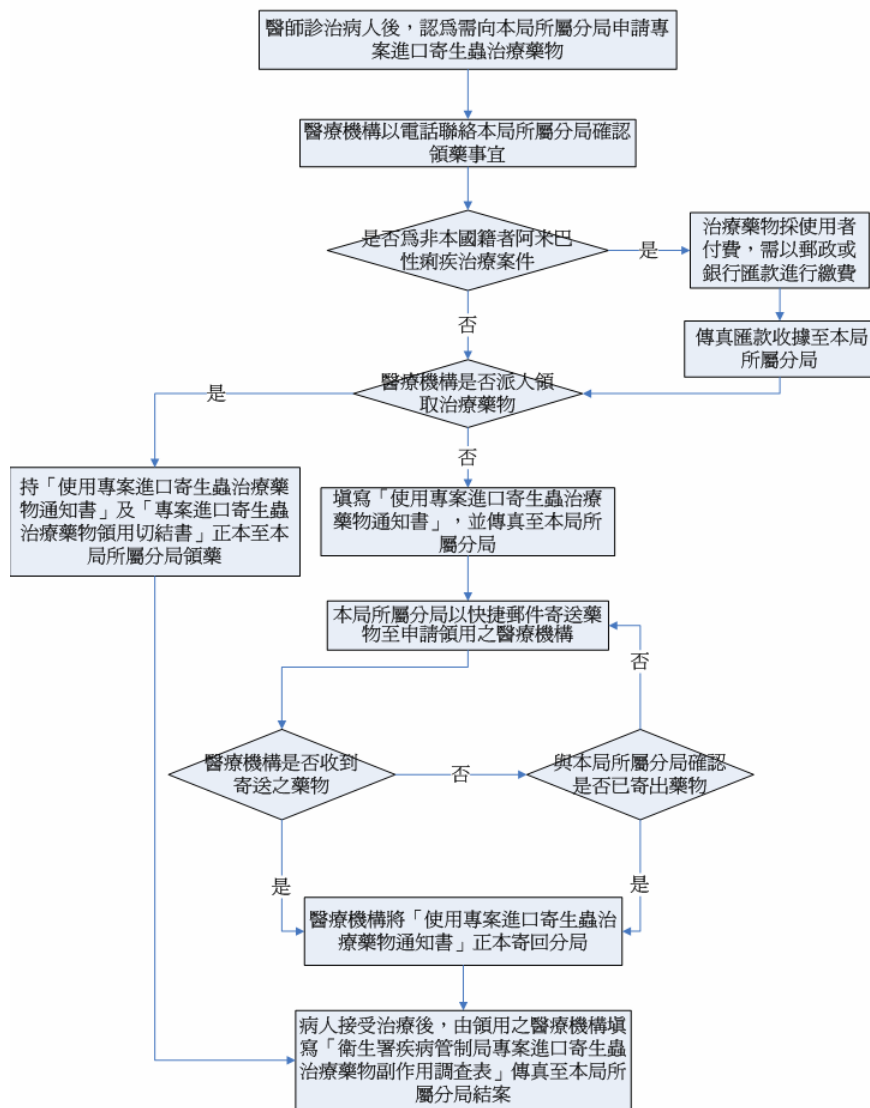 醫師診治病人後，認爲需向本局所屬分局申請專
案進口寄生蟲治療藥物
醫療機構以電話聯絡本局所屬分局確認
領藥事宜
是否爲非本國籍者阿米巴
性痢疾治療案件
是
治療藥物採使用者
付費，需以郵政或
銀行匯款進行繳費
否
傳真匯款收據至本局
所屬分局
醫療機構是否派人領
取治療藥物
是
否
持「使用專案進口寄生蟲治療藥
物通知書」及「專案進口寄生蟲
治療藥物領用切結書」正本至本
局所屬分局領藥
填寫「使用專案進口寄生蟲治療
藥物通知書」，並傳真至本局所
屬分局
本局所屬分局以快捷郵件寄送藥
物至申請領用之醫療機構
否
醫療機構是否收到
寄送之藥物
否
與本局所屬分局確認
是否已寄出藥物
是
是
醫療機構將「使用專案進口寄生蟲治
療藥物通知書」正本寄回分局
病人接受治療後，由領用之醫療機構填
寫「衛生署疾病管制局專案進口寄生蟲
治療藥物副作用調查表」傳真至本局所
屬分局結案